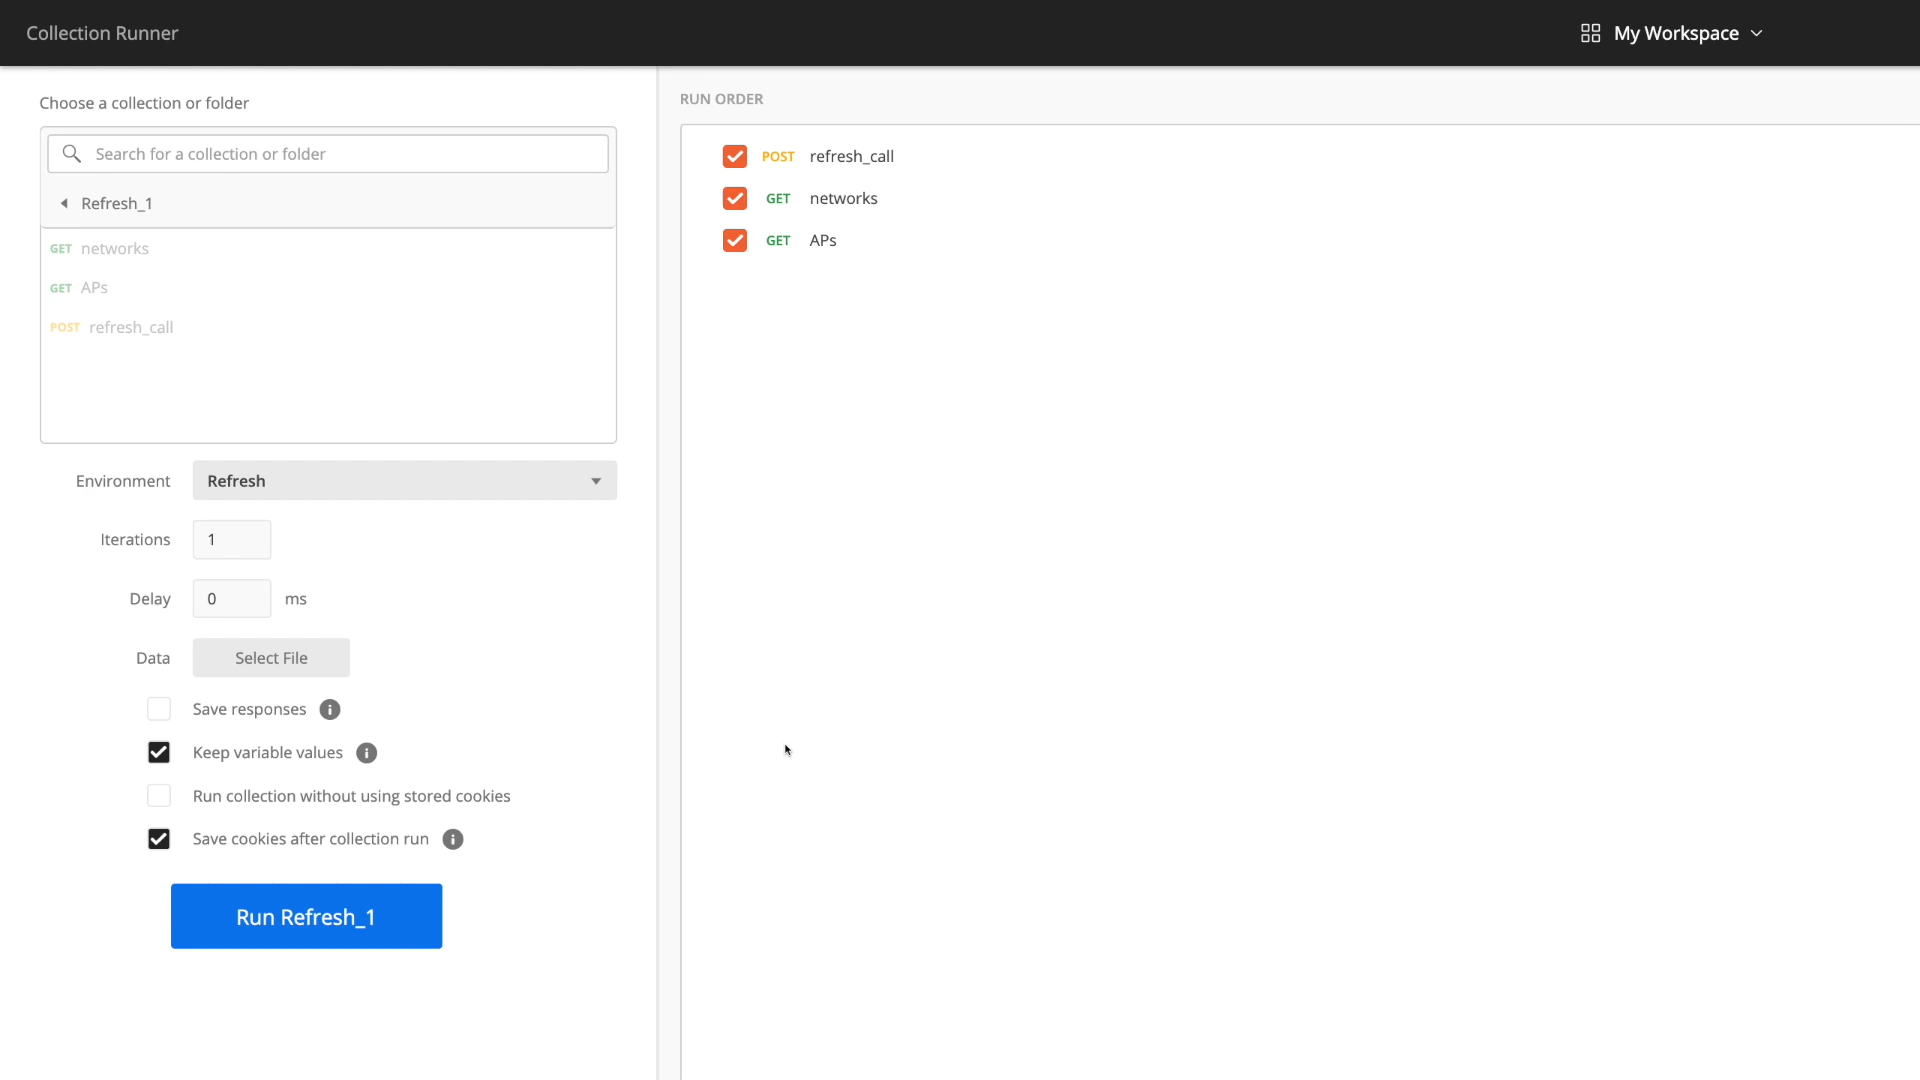 Collection Runner
My Workspace
Choose a collection or folder
Search for a collection or folder
Refresh_1
GET networks
GET APs
POST refresh_call
Environment Refresh
Iterations 1
Delay 0 ms
Data Select File
Save responses
Keep variable values
Run collection without using stored cookies
Save cookies after collection run
Run Refresh_1
RUN ORDER
POST refresh_call
GET networks
GET APs